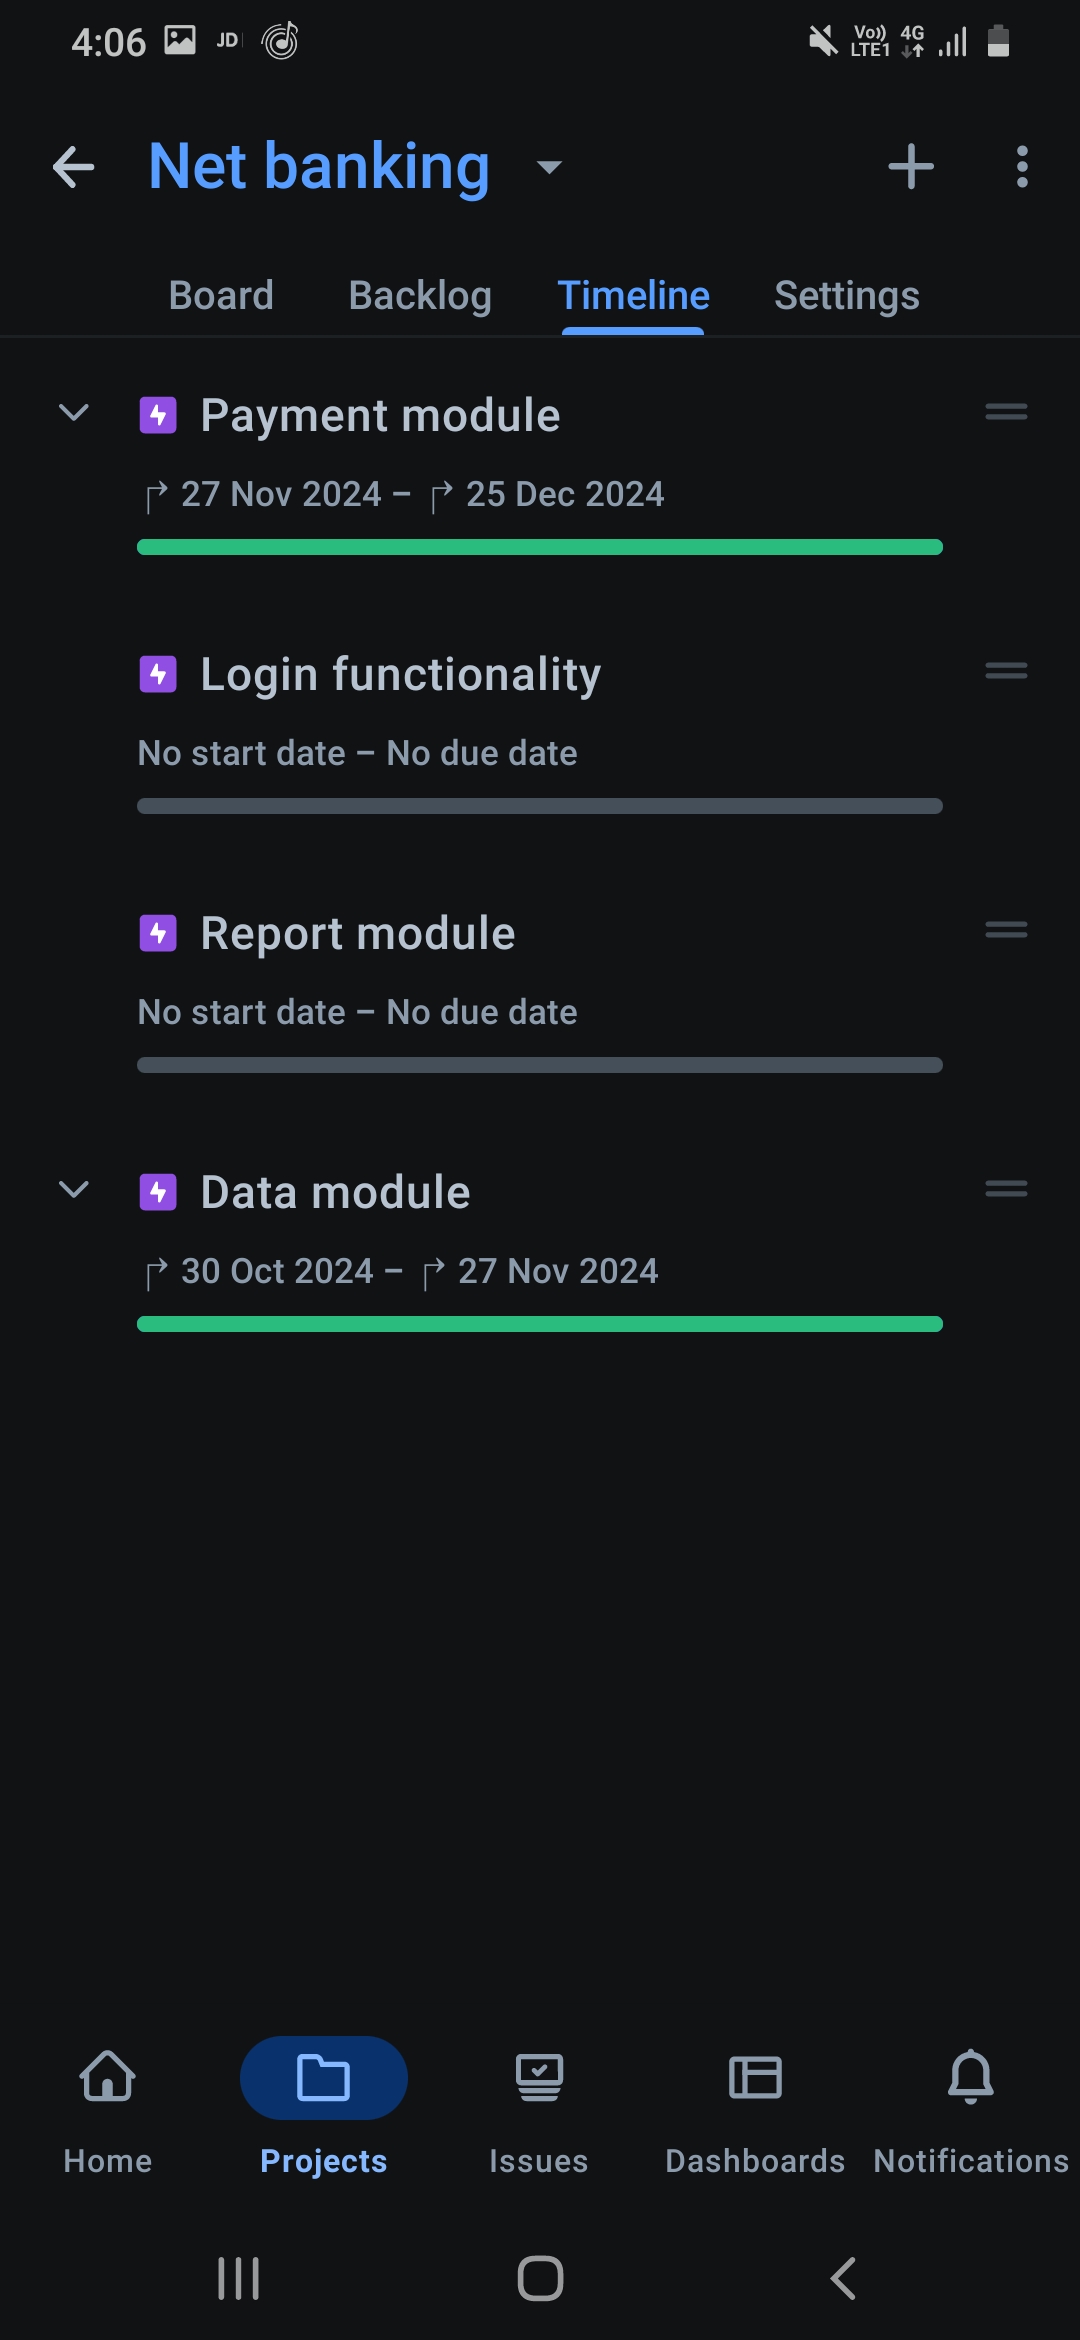 4:06 JD
Vo)) LTE1 4G
Net banking
Board Backlog Timeline Settings
Payment module
27 Nov 2024 – 25 Dec 2024
Login functionality
No start date – No due date
Report module
No start date – No due date
Data module
30 Oct 2024 – 27 Nov 2024
Home Projects Issues Dashboards Notifications